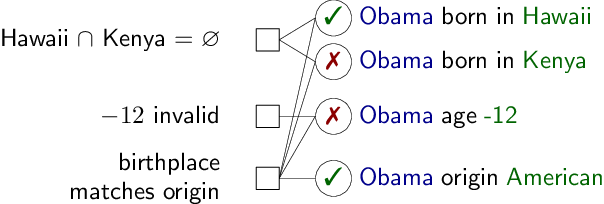 Hawaii ∩ Kenya = ∅
−12 invalid
birthplace
matches origin
✓ Obama born in Hawaii
✗ Obama born in Kenya
✗ Obama age -12
✓ Obama origin American